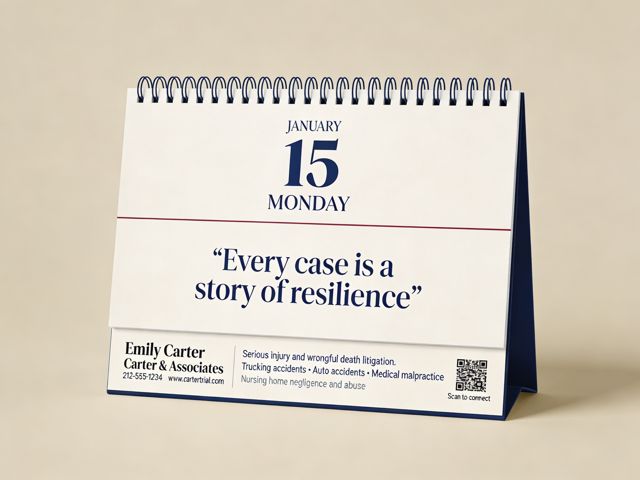 JANUARY
15
MONDAY
“Every case is a
story of resilience”
Emily Carter
Carter & Associates
212-555-1234 www.cartertrial.com
Serious injury and wrongful death litigation.
Trucking accidents • Auto accidents • Medical malpractice
Nursing home negligence and abuse
Scan to connect